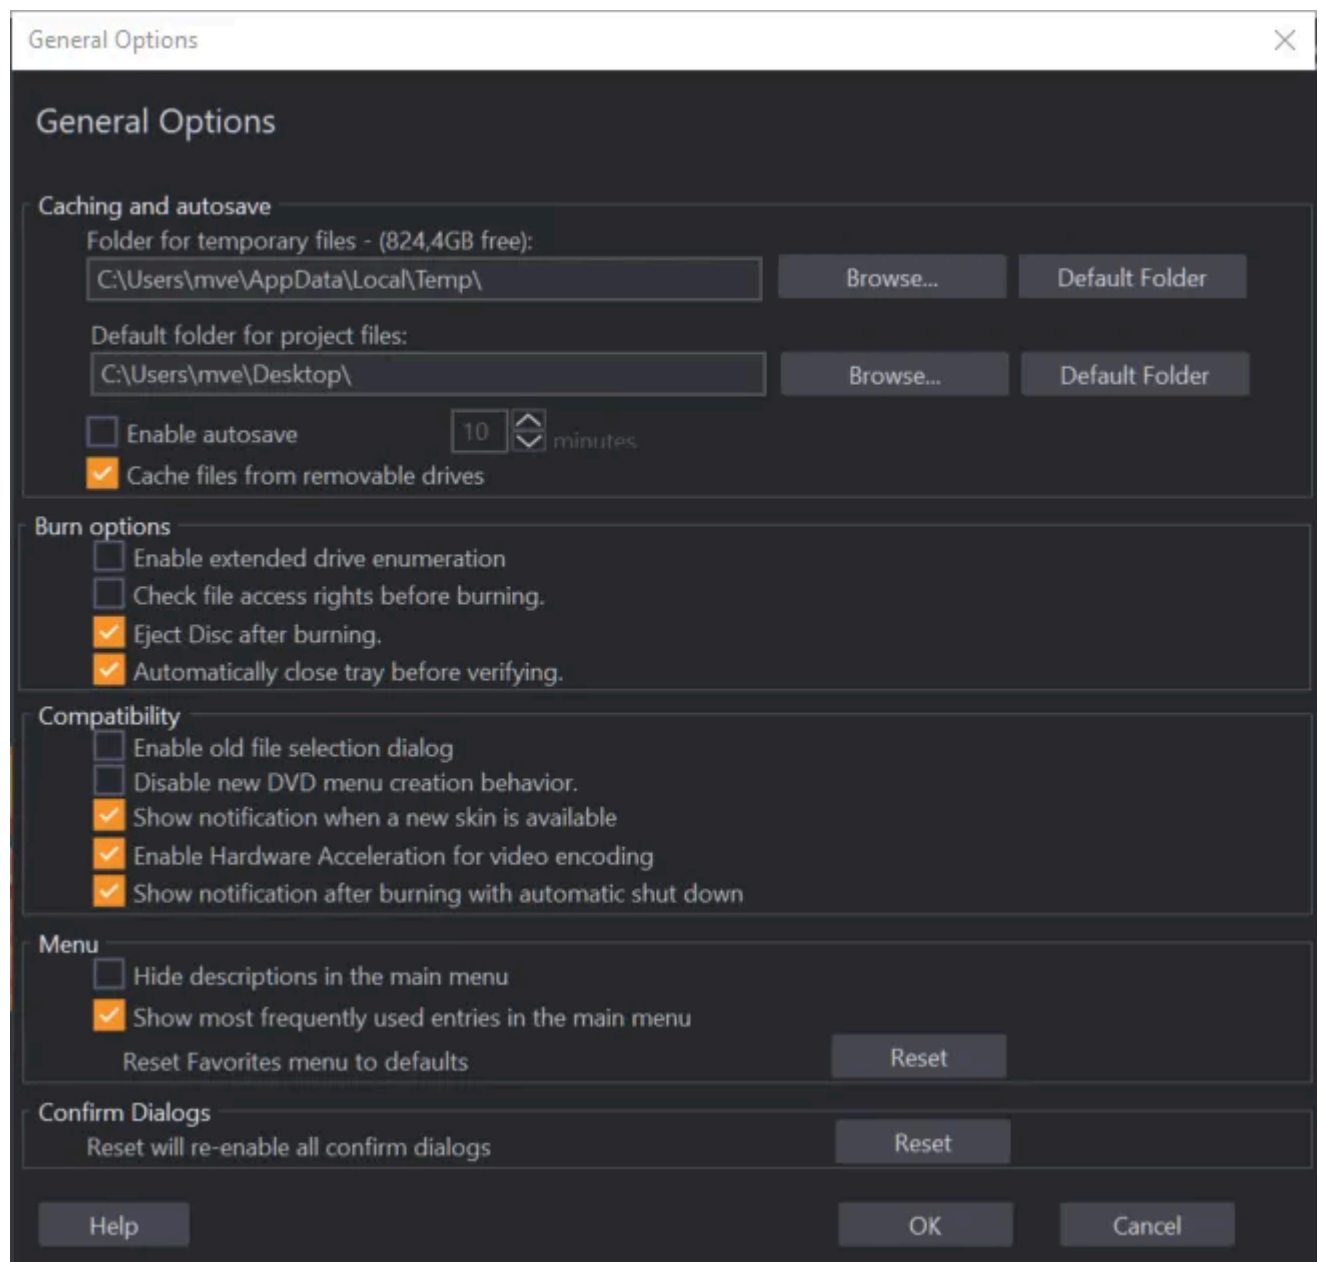 General Options
General Options
Caching and autosave
Folder for temporary files - (824,4GB free):
C:\Users\mve\AppData\Local\Temp\ Browse... Default Folder
Default folder for project files:
C:\Users\mve\Desktop\ Browse... Default Folder
Enable autosave 10 minutes
Cache files from removable drives
Burn options
Enable extended drive enumeration
Check file access rights before burning.
Eject Disc after burning.
Automatically close tray before verifying.
Compatibility
Enable old file selection dialog
Disable new DVD menu creation behavior.
Show notification when a new skin is available
Enable Hardware Acceleration for video encoding
Show notification after burning with automatic shut down
Menu
Hide descriptions in the main menu
Show most frequently used entries in the main menu
Reset Favorites menu to defaults Reset
Confirm Dialogs
Reset will re-enable all confirm dialogs Reset
Help OK Cancel